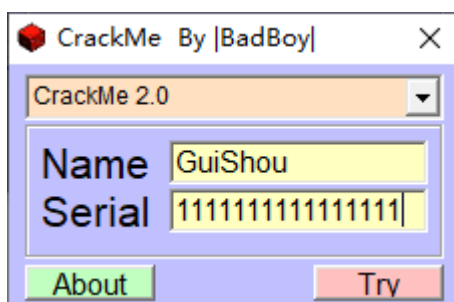 CrackMe By |BadBoy|
CrackMe 2.0
Name GuiShou
Serial 1111111111111111
About Try